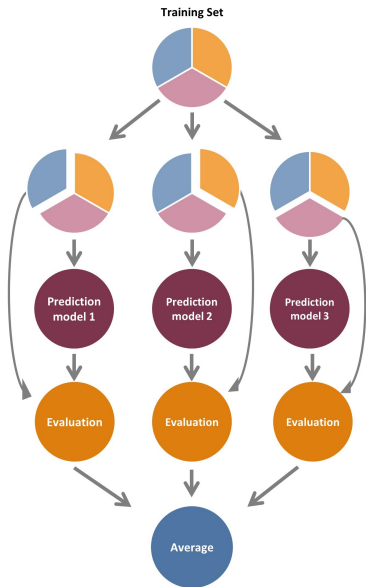 Training Set
Prediction
model 1
Prediction
model 2
Prediction
model 3
Evaluation
Evaluation
Evaluation
Average